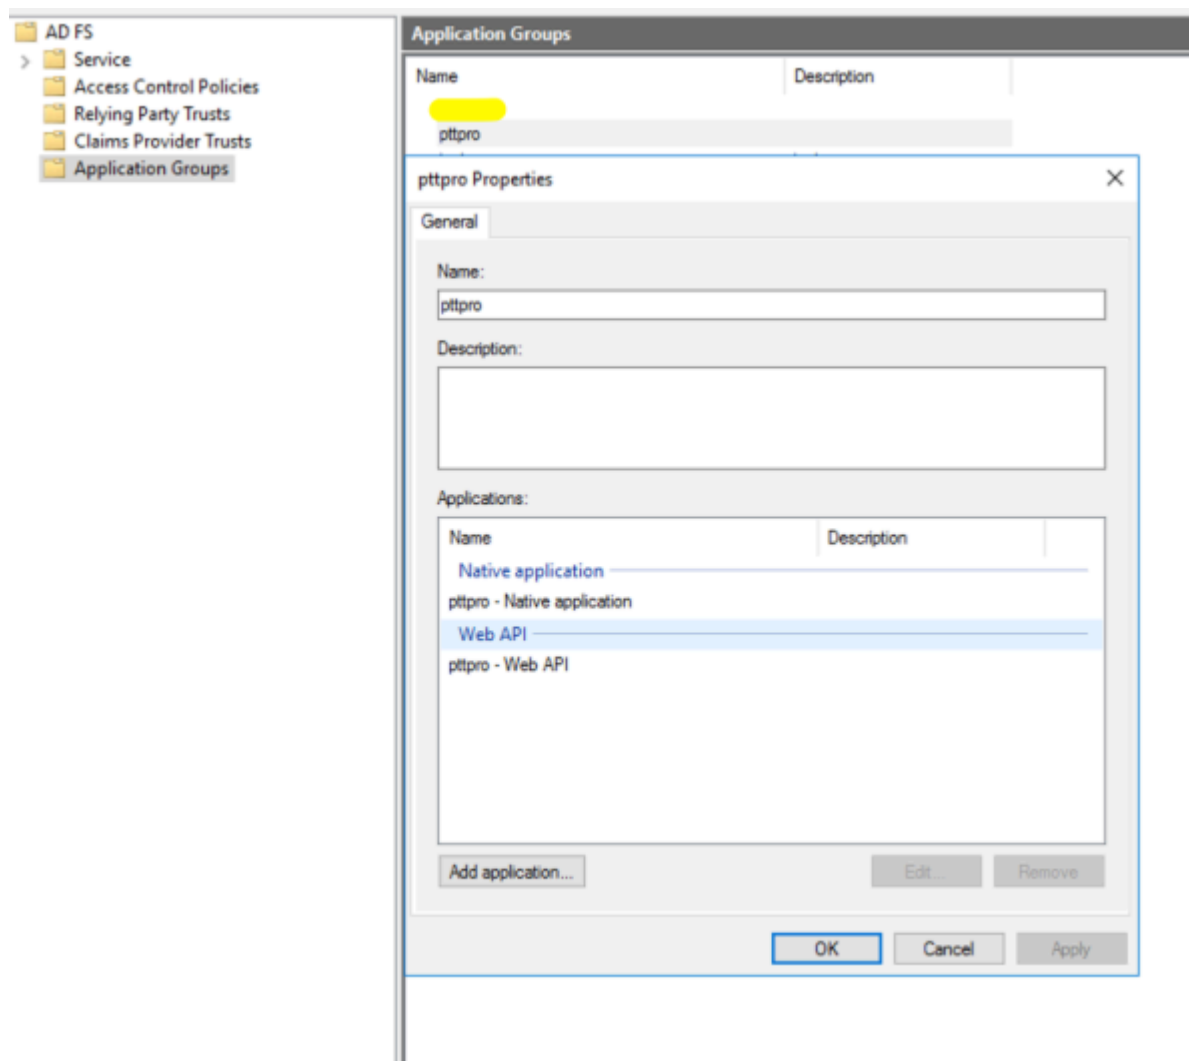 AD FS
Service
Access Control Policies
Relying Party Trusts
Claims Provider Trusts
Application Groups
Application Groups
Name Description
pttpro
pttpro Properties
General
Name:
pttpro
Description:
Applications:
Name Description
Native application
pttpro - Native application
Web API
pttpro - Web API
Add application... Edit... Remove
OK Cancel Apply